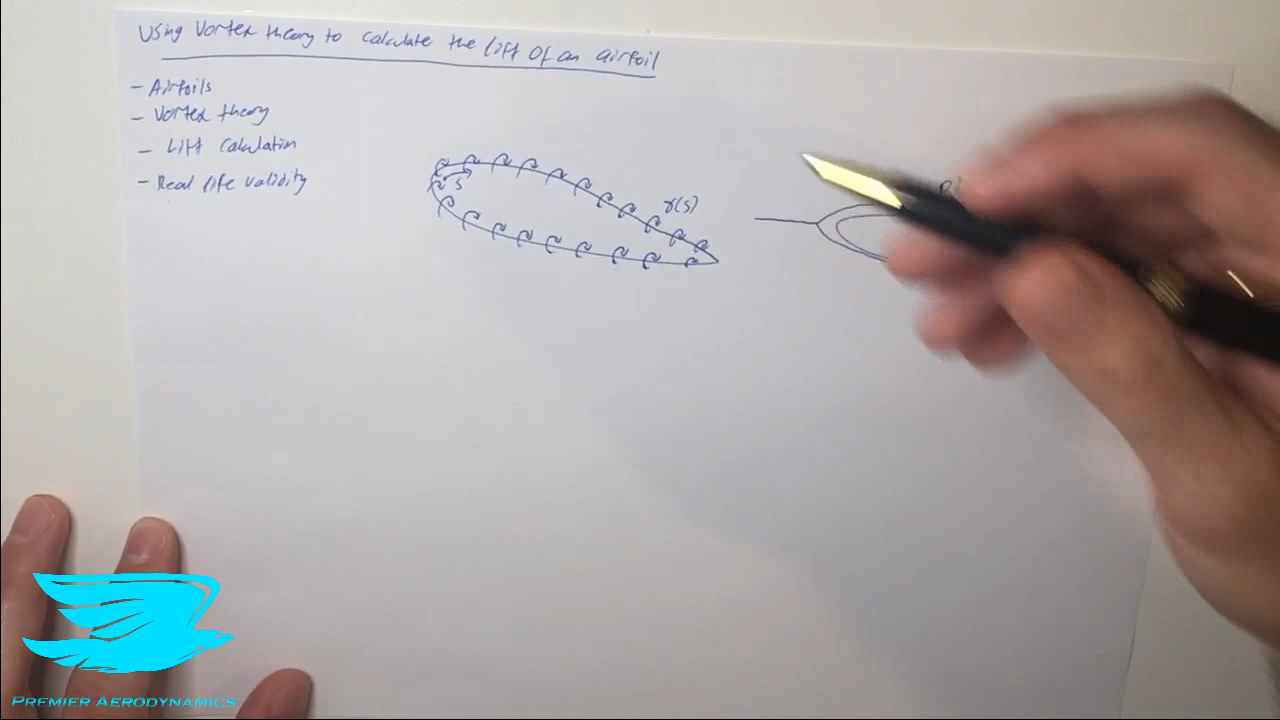 Using Vortex theory to calculate the lift of an airfoil
- Airfoils
- Vortex theory
- Lift calculation
- Real life validity
S
γ(s)
PREMIER AERODYNAMICS